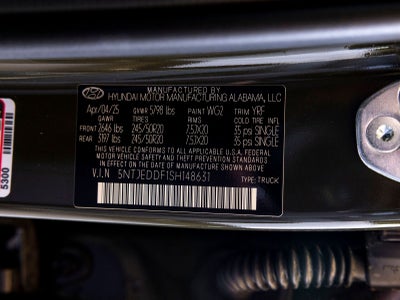 MANUFACTURED BY
HYUNDAI MOTOR MANUFACTURING ALABAMA, LLC
Apr/04/25 GVWR 5798 lbs PAINT WG2 TRIM YRF
GAWR TIRES RIMS COLD TIRE INFL
FRONT 2646 lbs 245/50R20 7.5JX20 35 psi SINGLE
REAR 3197 lbs 245/50R20 7.5JX20 35 psi SINGLE
THIS VEHICLE CONFORMS TO ALL APPLICABLE FEDERAL
MOTOR VEHICLE SAFETY STANDARDS
IN EFFECT ON THE DATE OF MANUFACTURE SHOWN ABOVE.
V.I.N 5NTJEDDF1SH148631
TYPE:TRUCK
5300